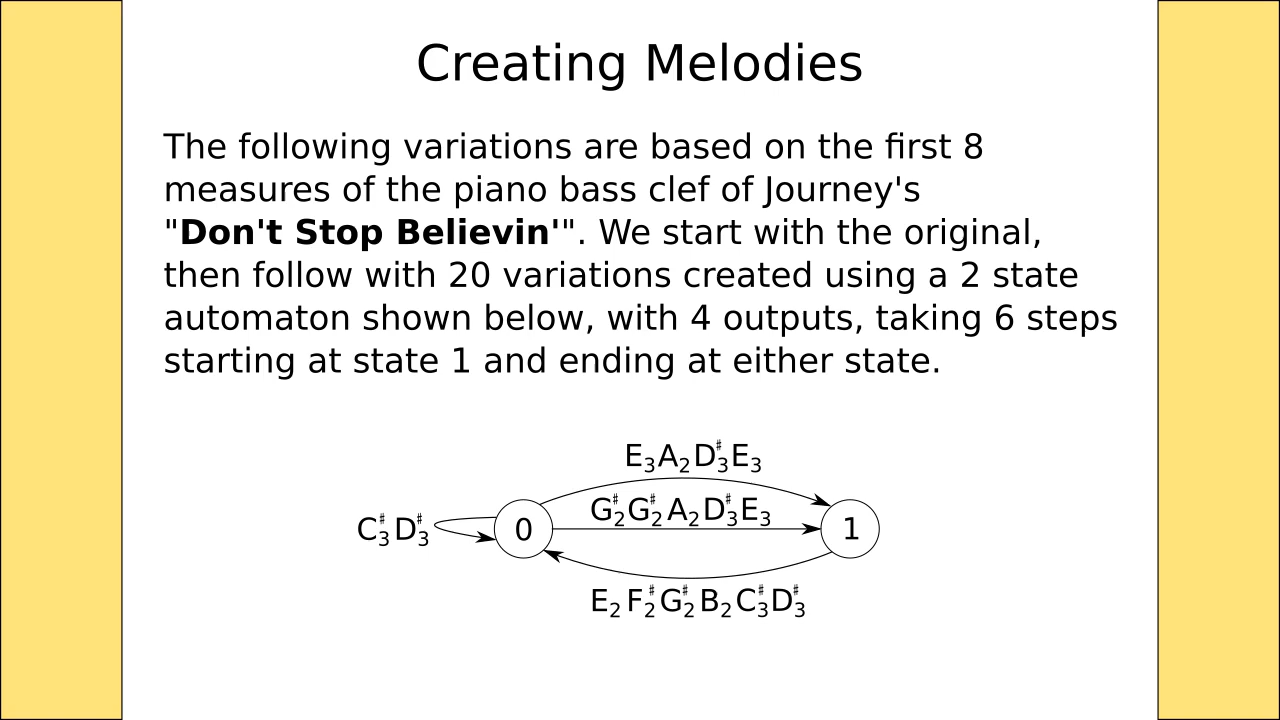 Creating Melodies
The following variations are based on the first 8
measures of the piano bass clef of Journey's
"Don't Stop Believin'". We start with the original,
then follow with 20 variations created using a 2 state
automaton shown below, with 4 outputs, taking 6 steps
starting at state 1 and ending at either state.
E₃A₂D♯₃E₃
G♯₂G♯₂A₂D♯₃E₃
C♯₃D♯₃ 0 1
E₂F♯₂G♯₂B₂C♯₃D♯₃